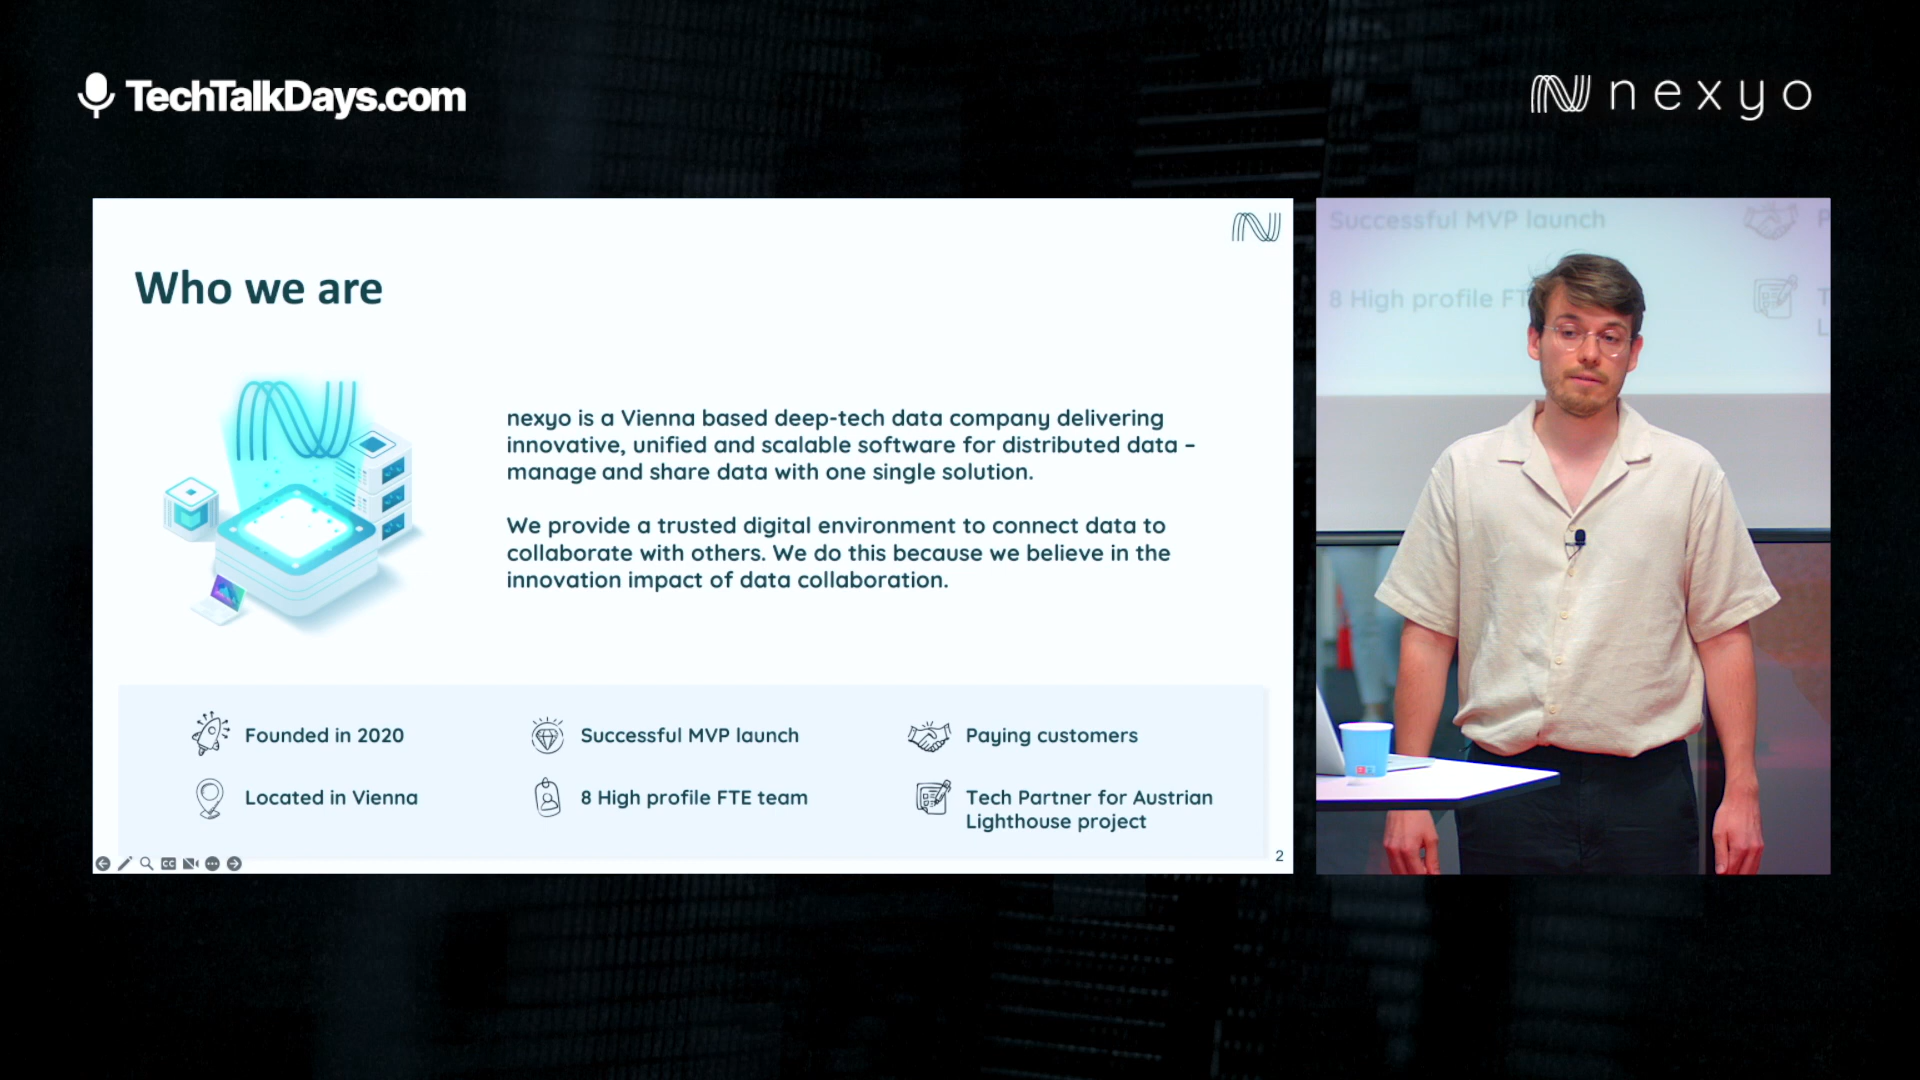 TechTalkDays.com
nexyo
Who we are
nexyo is a Vienna based deep-tech data company delivering
innovative, unified and scalable software for distributed data –
manage and share data with one single solution.
We provide a trusted digital environment to connect data to
collaborate with others. We do this because we believe in the
innovation impact of data collaboration.
Founded in 2020
Successful MVP launch
Paying customers
Located in Vienna
8 High profile FTE team
Tech Partner for Austrian
Lighthouse project
CC
2
Successful MVP launch
P
8 High profile FT
T
L